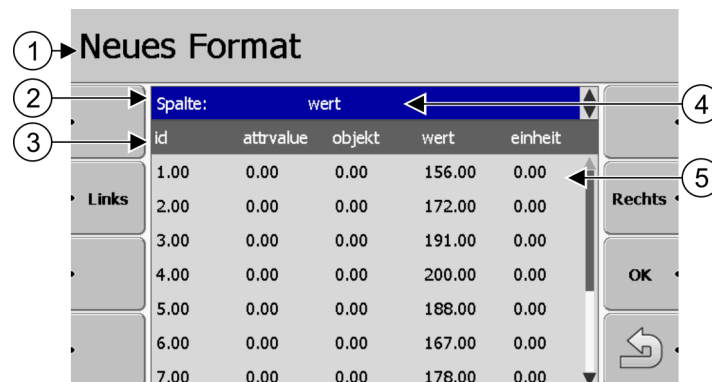 1
Neues Format
2
Spalte: wert
4
3
id attrvalue objekt wert einheit
1.00 0.00 0.00 156.00 0.00
5
Links
Rechts
2.00 0.00 0.00 172.00 0.00
3.00 0.00 0.00 191.00 0.00
4.00 0.00 0.00 200.00 0.00
OK
5.00 0.00 0.00 188.00 0.00
6.00 0.00 0.00 167.00 0.00
7.00 0.00 0.00 178.00 0.00